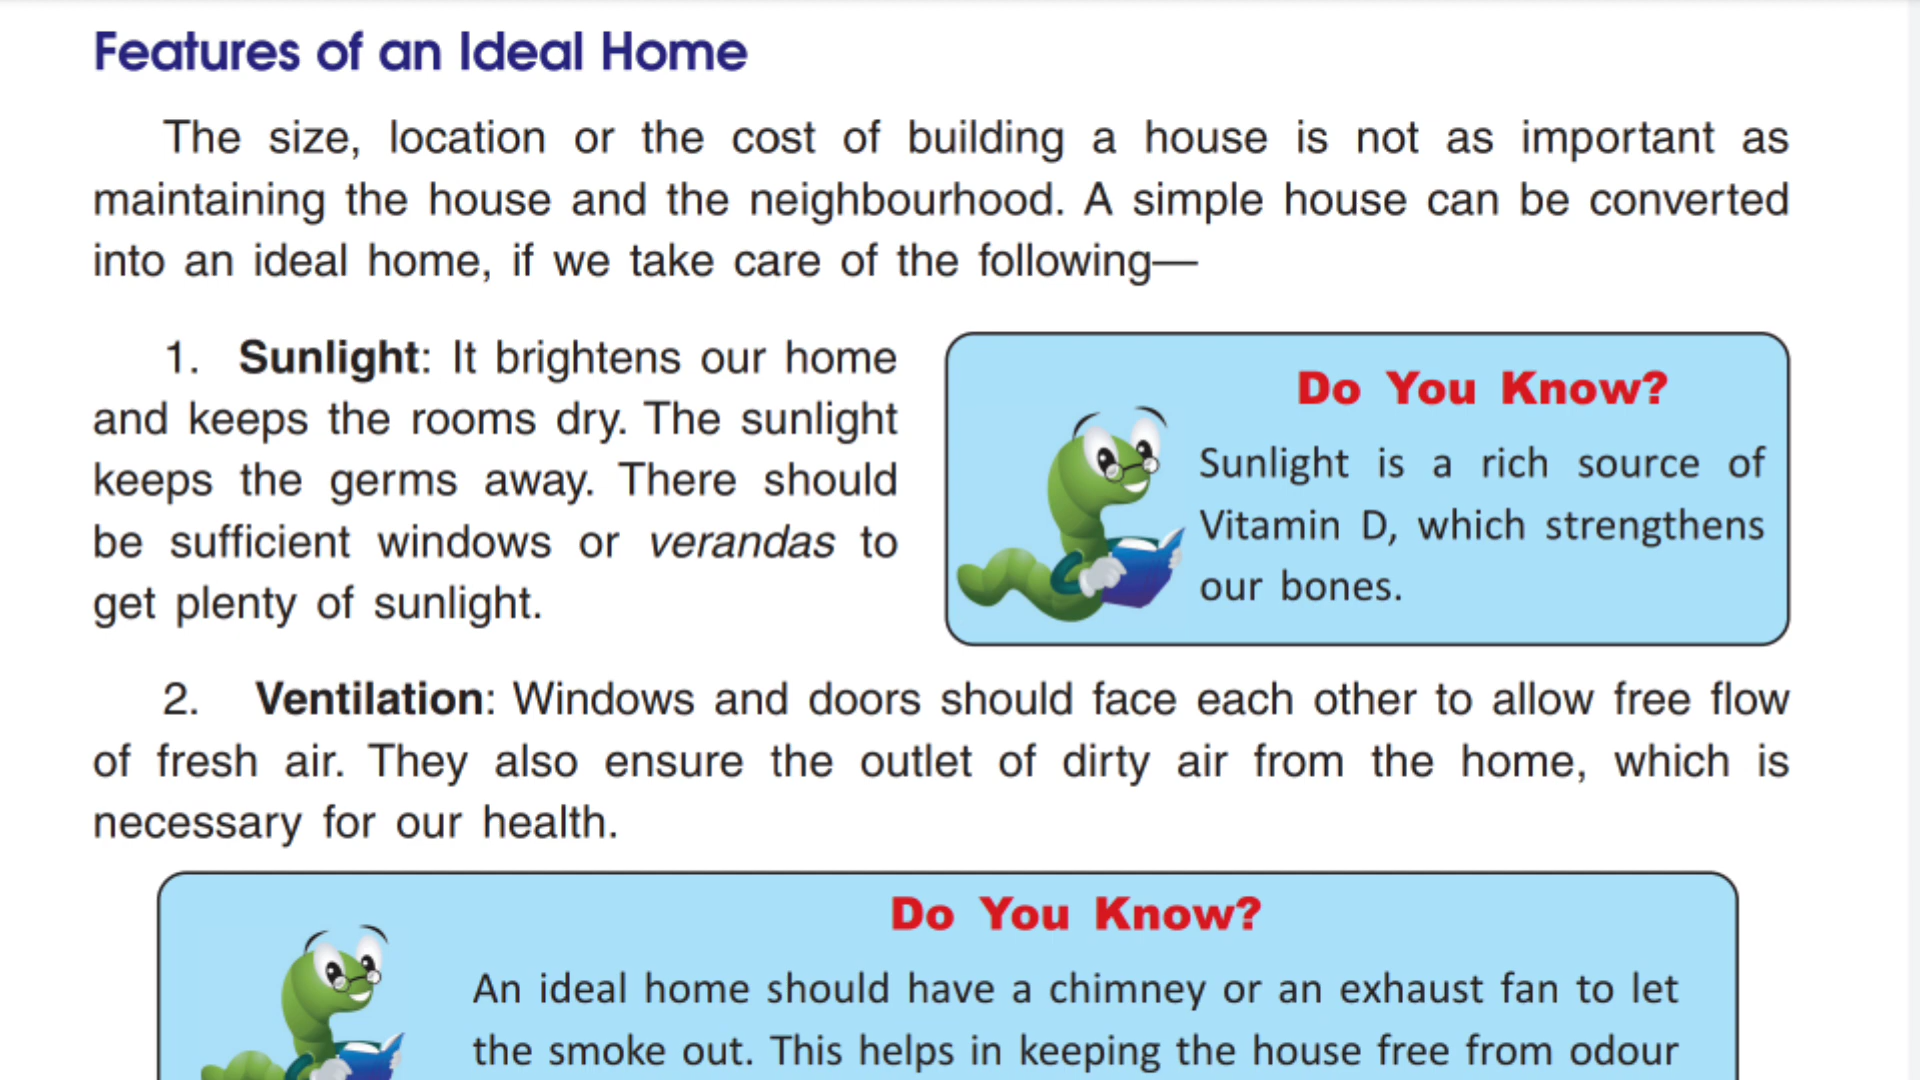 Features of an Ideal Home
The size, location or the cost of building a house is not as important as
maintaining the house and the neighbourhood. A simple house can be converted
into an ideal home, if we take care of the following—
1. Sunlight: It brightens our home
and keeps the rooms dry. The sunlight
keeps the germs away. There should
be sufficient windows or verandas to
get plenty of sunlight.
Do You Know?
Sunlight is a rich source of
Vitamin D, which strengthens
our bones.
2. Ventilation: Windows and doors should face each other to allow free flow
of fresh air. They also ensure the outlet of dirty air from the home, which is
necessary for our health.
Do You Know?
An ideal home should have a chimney or an exhaust fan to let
the smoke out. This helps in keeping the house free from odour